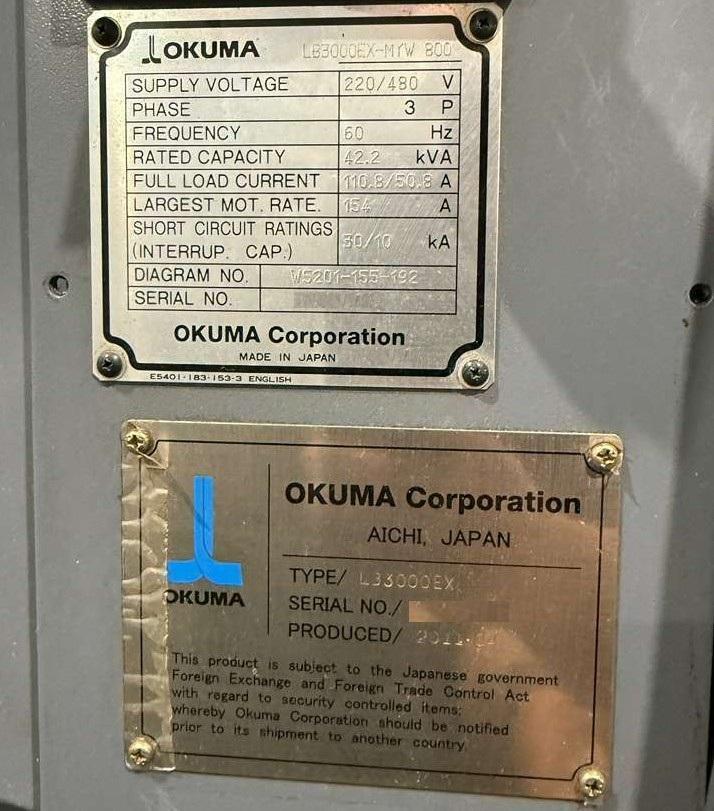 OKUMA LB3000EX-MYW 800
SUPPLY VOLTAGE 220/480 V
PHASE 3 P
FREQUENCY 60 Hz
RATED CAPACITY 42.2 kVA
FULL LOAD CURRENT 110.8/50.8 A
LARGEST MOT. RATE. 154 A
SHORT CIRCUIT RATINGS
(INTERRUP. CAP.) 30/10 kA
DIAGRAM NO. W5201-155-192
SERIAL NO.
OKUMA Corporation
MADE IN JAPAN
E5401-183-153-3 ENGLISH
OKUMA
OKUMA Corporation
AICHI, JAPAN
TYPE/ LB3000EX
SERIAL NO./
PRODUCED/
This product is subject to the Japanese government
Foreign Exchange and Foreign Trade Control Act
with regard to security controlled items;
whereby Okuma Corporation should be notified
prior to its shipment to another country.